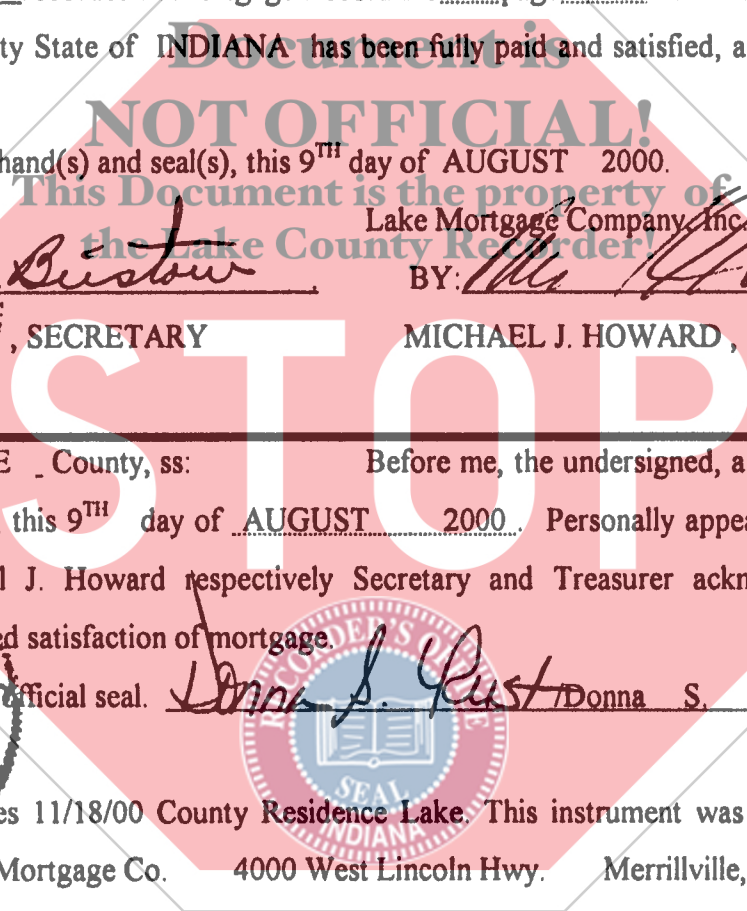 ty State of INDIANA has been fully paid and satisfied, a
Document is
NOT OFFICIAL!
hand(s) and seal(s), this 9TH day of AUGUST 2000.
This Document is the property of
Lake Mortgage Company, Inc.
the Lake County Recorder!
Bustow
BY:
, SECRETARY MICHAEL J. HOWARD ,
STOP
E - County, ss: Before me, the undersigned, a
this 9TH day of AUGUST 2000. Personally appea
l J. Howard respectively Secretary and Treasurer ackn
ed satisfaction of mortgage.
official seal. Donna S. /Donna S.
RECORDER'S OFFICE
SEAL
INDIANA
es 11/18/00 County Residence Lake. This instrument was
Mortgage Co. 4000 West Lincoln Hwy. Merrillville,